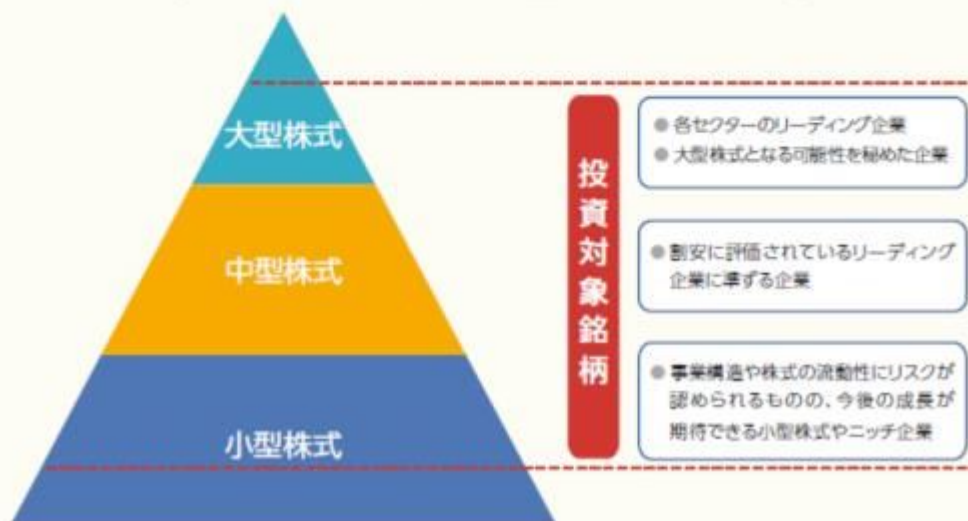 大型株式
中型株式
小型株式
投資対象銘柄
● 各セクターのリーディング企業
● 大型株式となる可能性を秘めた企業
● 割安に評価されているリーディング
企業に準ずる企業
● 事業構造や株式の流動性にリスクが
認められるものの、今後の成長が
期待できる小型株式やニッチ企業